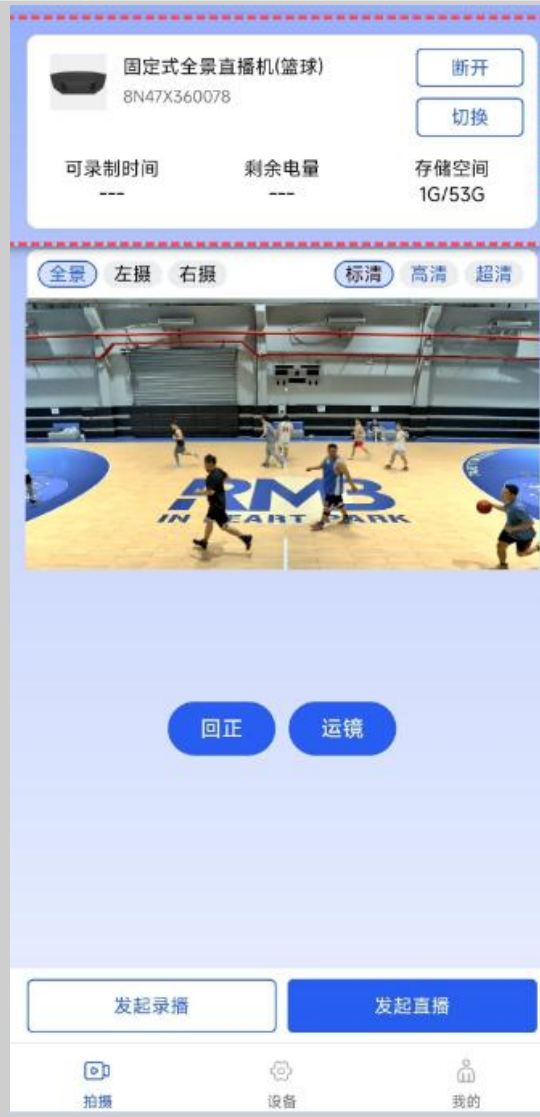 固定式全景直播机(篮球)
8N47X360078
断开
切换
可录制时间 剩余电量 存储空间
--- --- 1G/53G
全景 左摄 右摄 标清 高清 超清
RMB
IN HEART PARK
回正 运镜
发起录播 发起直播
拍摄 设备 我的